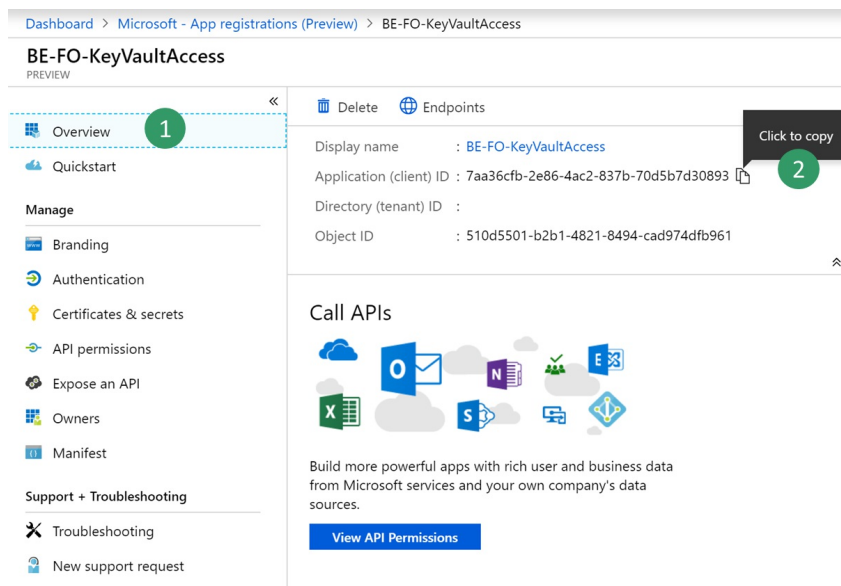 Dashboard > Microsoft - App registrations (Preview) > BE-FO-KeyVaultAccess
BE-FO-KeyVaultAccess
PREVIEW
«
Overview
1
Quickstart
Manage
Branding
Authentication
Certificates & secrets
API permissions
Expose an API
Owners
Manifest
Support + Troubleshooting
Troubleshooting
New support request
Delete Endpoints
Click to copy
2
Display name : BE-FO-KeyVaultAccess
Application (client) ID : 7aa36cfb-2e86-4ac2-837b-70d5b7d30893
Directory (tenant) ID :
Object ID : 510d5501-b2b1-4821-8494-cad974dfb961
Call APIs
O
N
E
X
S
Build more powerful apps with rich user and business data
from Microsoft services and your own company's data
sources.
View API Permissions